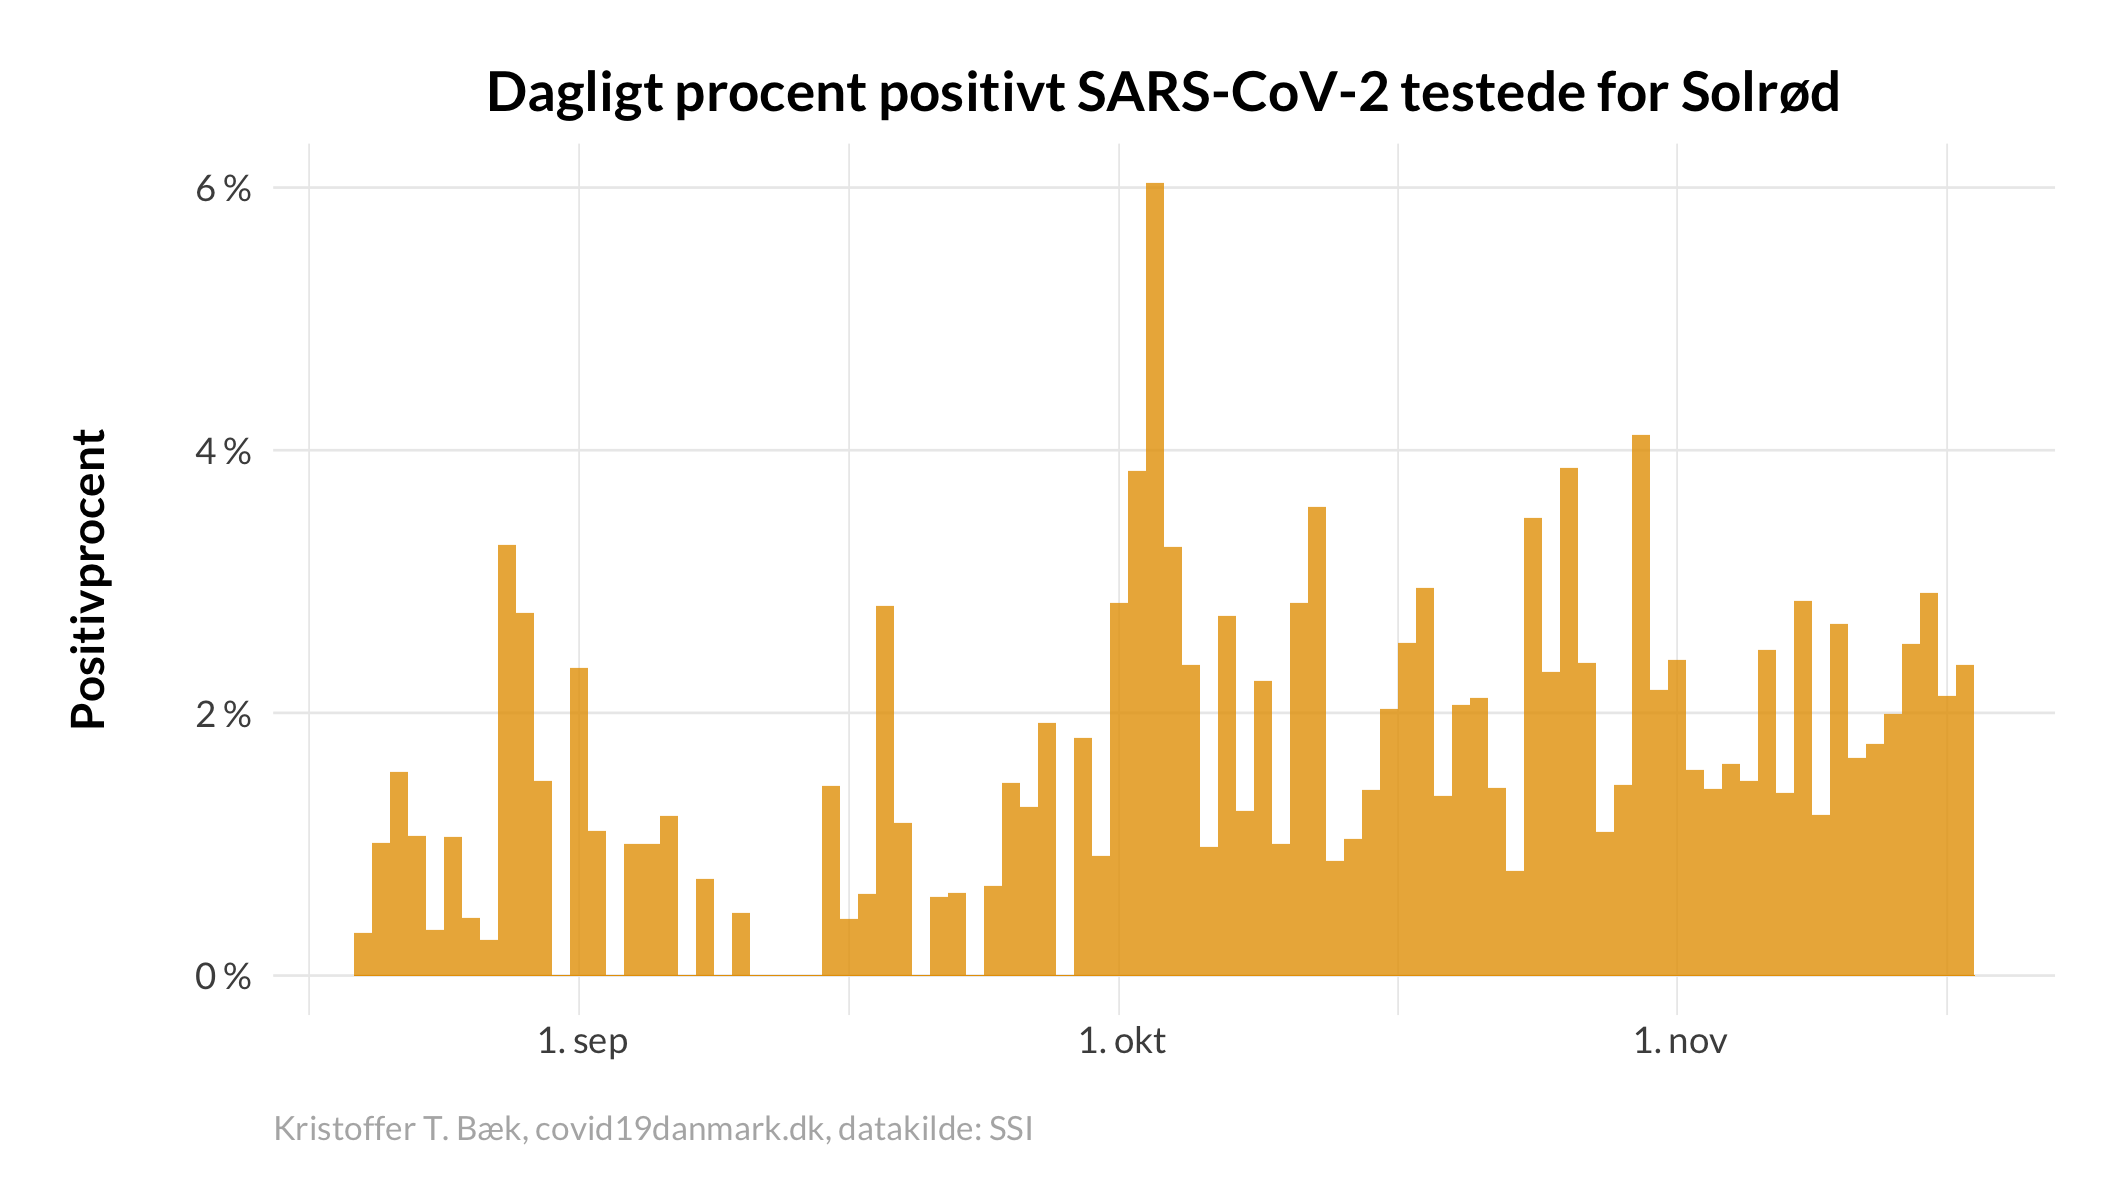 Dagligt procent positivt SARS-CoV-2 testede for Solrød
Positivprocent
6 %
4 %
2 %
0 %
1. sep
1. okt
1. nov
Kristoffer T. Bæk, covid19danmark.dk, datakilde: SSI